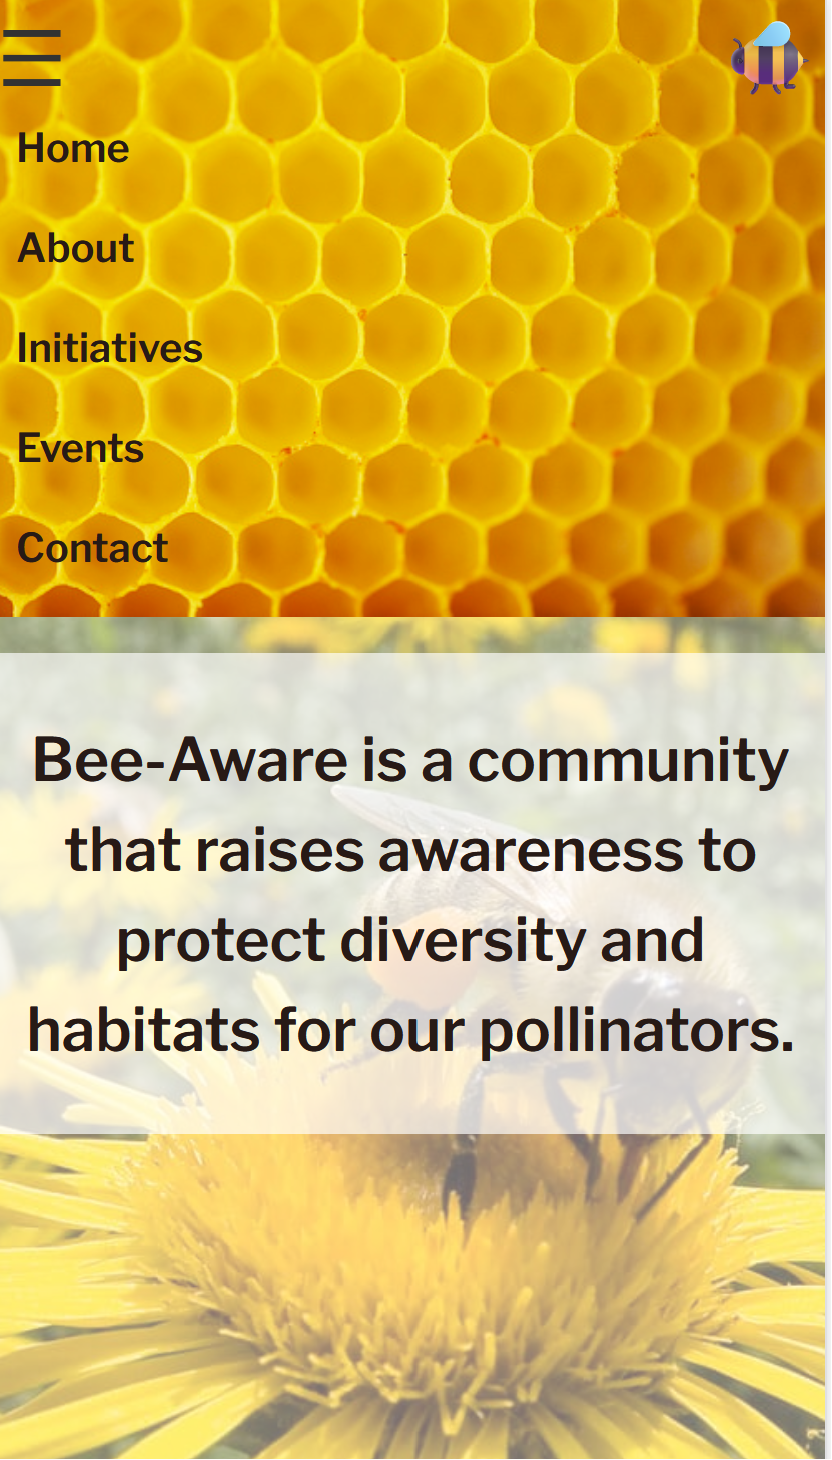 Home
About
Initiatives
Events
Contact
Bee-Aware is a community
that raises awareness to
protect diversity and
habitats for our pollinators.